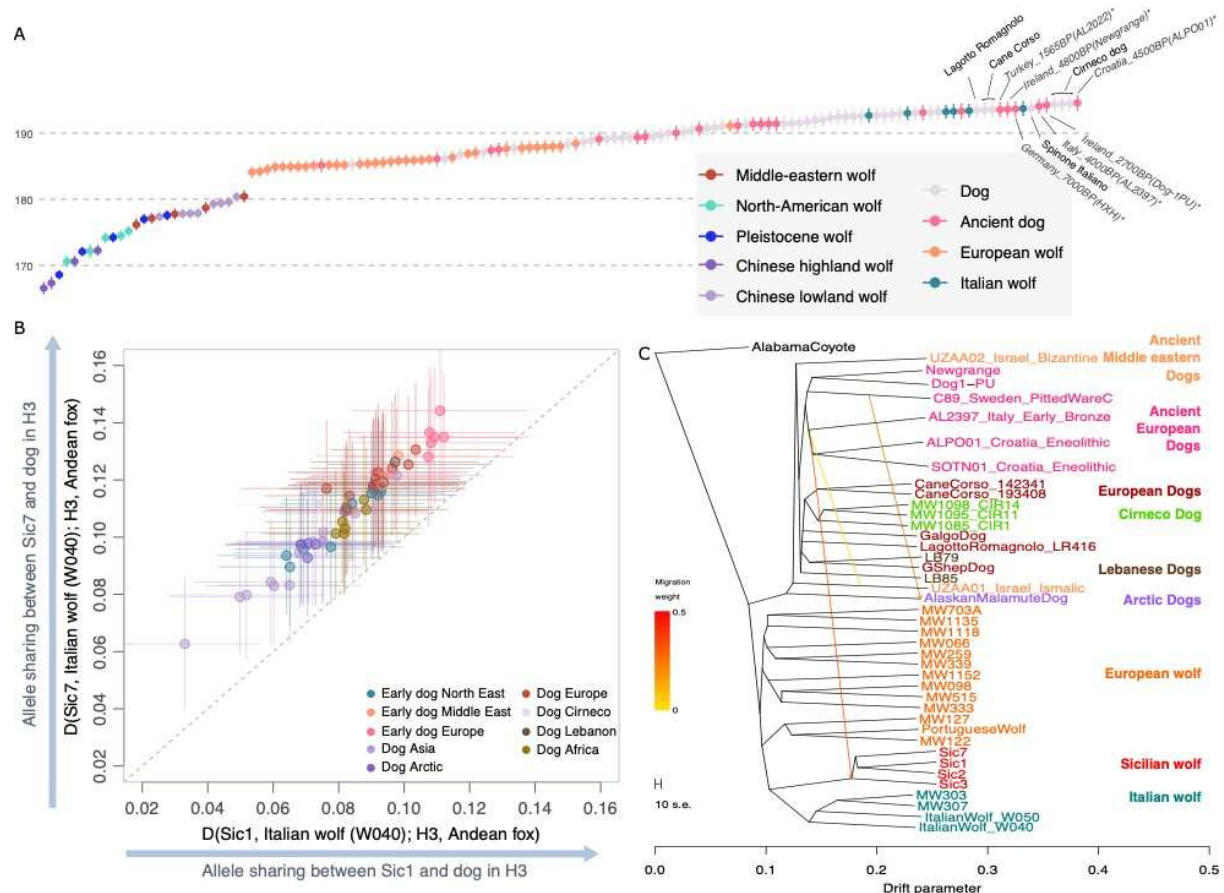 A
190
180
170
Lagotto Romagnolo
Cane Corso
Turkey_1565BP(AL2022)*
Ireland_4800BP(Newgrange)*
Cirneco dog
Croatia_4500BP(ALPO01)*
Germany_7000BP(HXH)*
Spinone Italiano
Italy_4000BP(AL2397)*
Ireland_2700BP(Dog-1PU)*
Middle-eastern wolf
North-American wolf
Pleistocene wolf
Chinese highland wolf
Chinese lowland wolf
Dog
Ancient dog
European wolf
Italian wolf
B
Allele sharing between Sic7 and dog in H3
D(Sic7, Italian wolf (W040); H3, Andean fox)
0.16
0.14
0.12
0.10
0.08
0.06
0.04
0.02
Early dog North East
Early dog Middle East
Early dog Europe
Dog Asia
Dog Arctic
Dog Europe
Dog Cirneco
Dog Lebanon
Dog Africa
0.02 0.04 0.06 0.08 0.10 0.12 0.14 0.16
D(Sic1, Italian wolf (W040); H3, Andean fox)
Allele sharing between Sic1 and dog in H3
C
AlabamaCoyote
UZAA02_Israel_Bizantine
Newgrange
Dog1-PU
C89_Sweden_PittedWareC
AL2397_Italy_Early_Bronze
ALPO01_Croatia_Eneolithic
SOTN01_Croatia_Eneolithic
CaneCorso_142341
CaneCorso_193408
MW1098_CIR14
MW1095_CIR11
MW1085_CIR1
GalgoDog
LagottoRomagnolo_LR416
LB79
GShepDog
LB85
UZAA01_Israel_Ismalic
AlaskanMalamuteDog
MW703A
MW1135
MW1118
MW066
MW259
MW339
MW1152
MW098
MW515
MW333
MW127
PortugueseWolf
MW122
Sic7
Sic1
Sic2
Sic3
MW303
MW307
ItalianWolf_W050
ItalianWolf_W040
Ancient
Middle eastern
Dogs
Ancient
European
Dogs
European Dogs
Cirneco Dog
Lebanese Dogs
Arctic Dogs
European wolf
Sicilian wolf
Italian wolf
Migration
weight
0.5
0
10 s.e.
0.0 0.1 0.2 0.3 0.4 0.5
Drift parameter